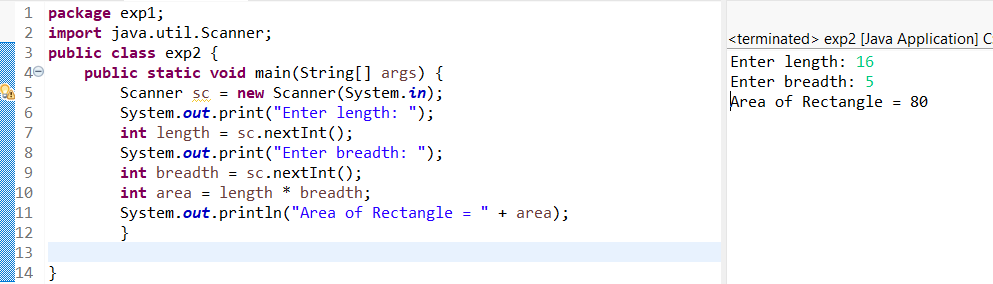 1 package exp1;
2 import java.util.Scanner;
3 public class exp2 {
4 public static void main(String[] args) {
5 Scanner sc = new Scanner(System.in);
6 System.out.print("Enter length: ");
7 int length = sc.nextInt();
8 System.out.print("Enter breadth: ");
9 int breadth = sc.nextInt();
10 int area = length * breadth;
11 System.out.println("Area of Rectangle = " + area);
12 }
13
14 }
<terminated> exp2 [Java Application] C
Enter length: 16
Enter breadth: 5
Area of Rectangle = 80